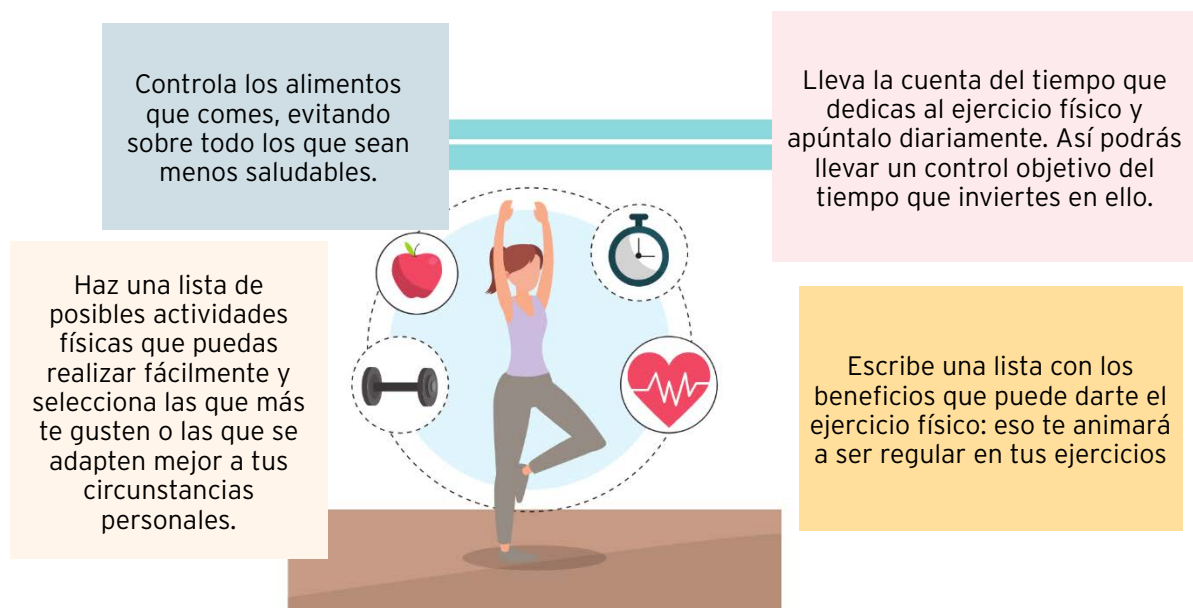 Controla los alimentos
que comes, evitando
sobre todo los que sean
menos saludables.
Lleva la cuenta del tiempo que
dedicas al ejercicio físico y
apúntalo diariamente. Así podrás
llevar un control objetivo del
tiempo que inviertes en ello.
Haz una lista de
posibles actividades
físicas que puedas
realizar fácilmente y
selecciona las que más
te gusten o las que se
adapten mejor a tus
circunstancias
personales.
Escribe una lista con los
beneficios que puede darte el
ejercicio físico: eso te animará
a ser regular en tus ejercicios